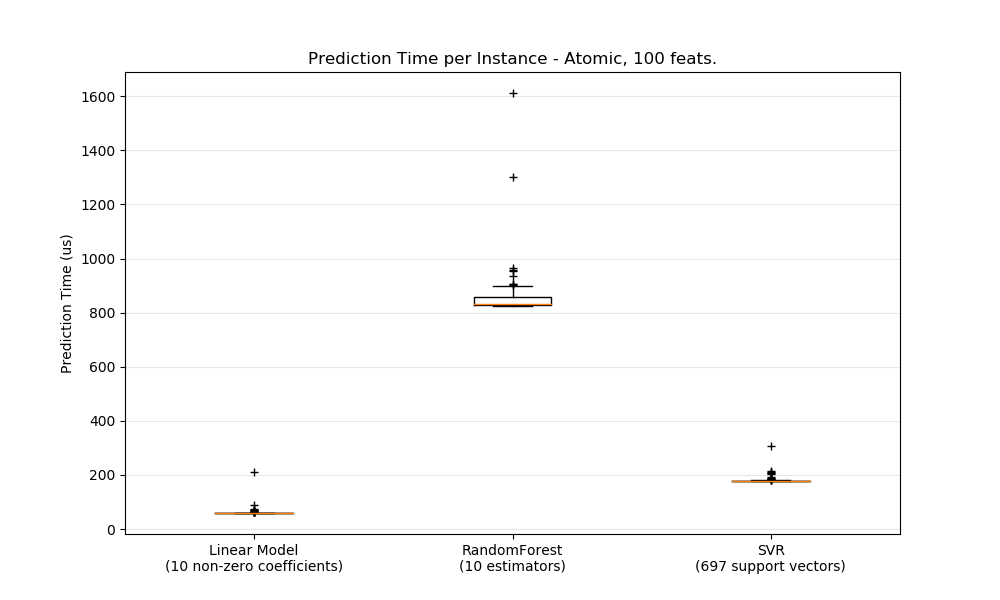 Prediction Time per Instance - Atomic, 100 feats.
1600
1400
1200
1000
800
600
400
200
0
Prediction Time (us)
Linear Model
(10 non-zero coefficients)
RandomForest
(10 estimators)
SVR
(697 support vectors)